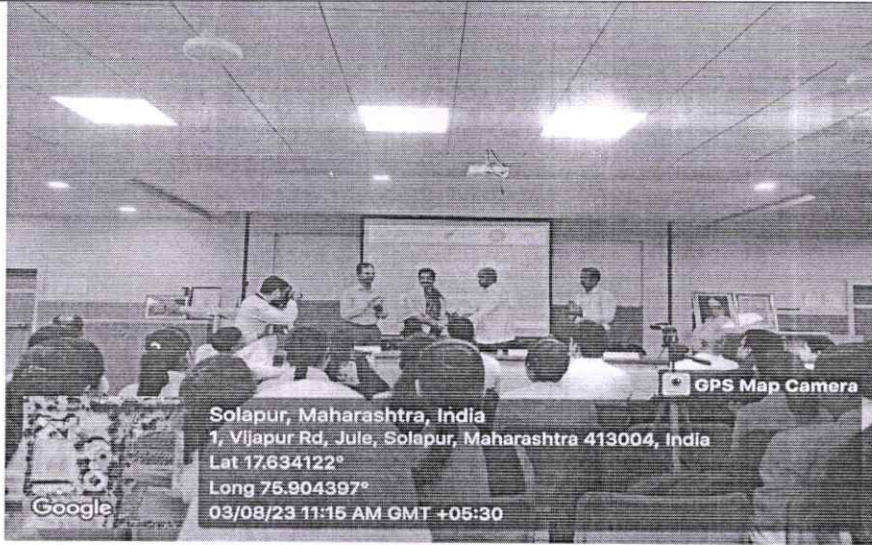 GPS Map Camera
Solapur, Maharashtra, India
1, Vijapur Rd, Jule, Solapur, Maharashtra 413004, India
Lat 17.634122°
Long 75.904397°
03/08/23 11:15 AM GMT +05:30
Google